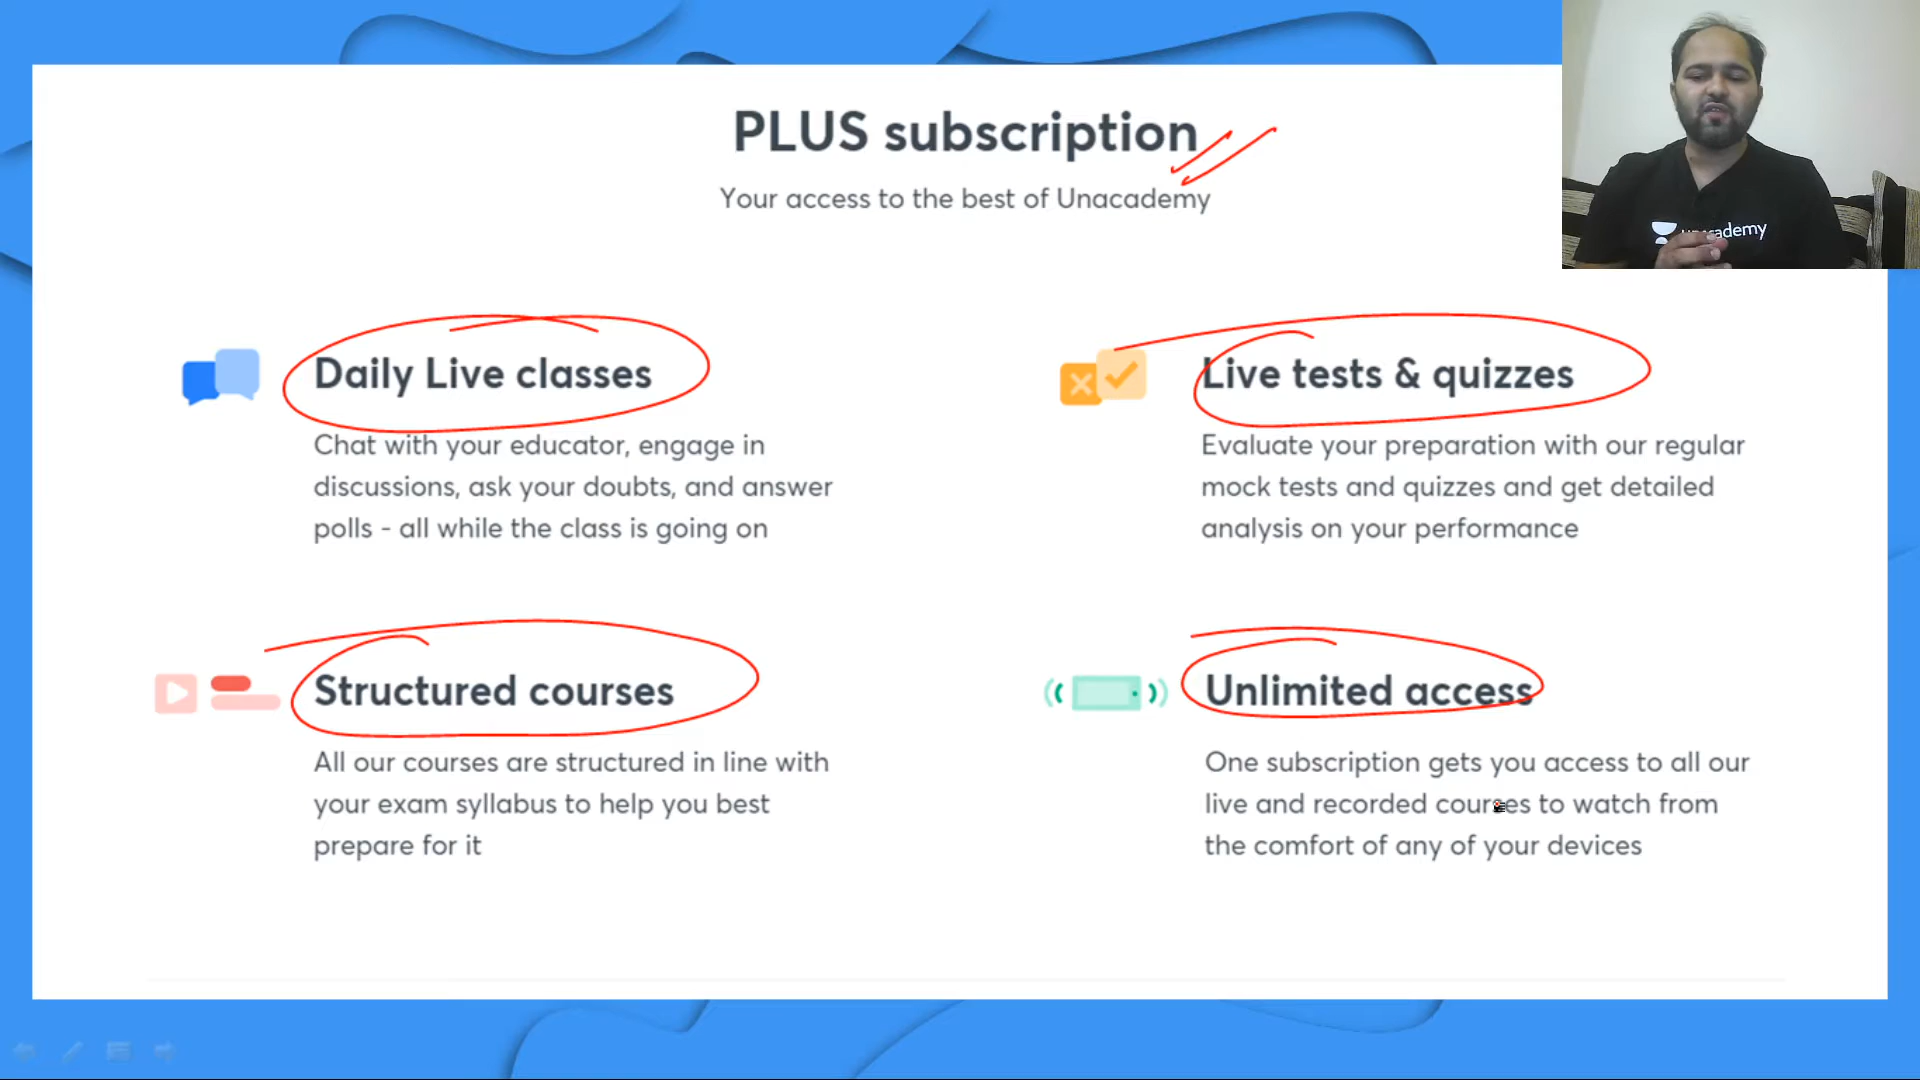 PLUS subscription
Your access to the best of Unacademy
Daily Live classes
Chat with your educator, engage in
discussions, ask your doubts, and answer
polls - all while the class is going on
Live tests & quizzes
Evaluate your preparation with our regular
mock tests and quizzes and get detailed
analysis on your performance
Structured courses
All our courses are structured in line with
your exam syllabus to help you best
prepare for it
Unlimited access
One subscription gets you access to all our
live and recorded courses to watch from
the comfort of any of your devices
unacademy